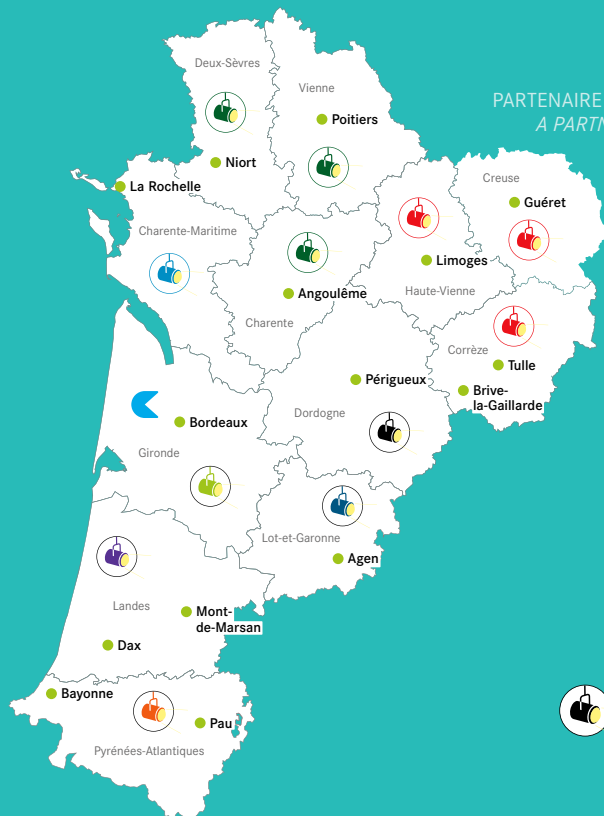 Deux-Sèvres
Vienne
PARTENAIRE
A PARTN
Poitiers
Niort
La Rochelle
Creuse
Guéret
Charente-Maritime
Limoges
Angoulême
Haute-Vienne
Charente
Corrèze
Tulle
Périgueux
Brive-
la-Gaillarde
Dordogne
Bordeaux
Gironde
Lot-et-Garonne
Agen
Landes
Mont-
de-Marsan
Dax
Bayonne
Pau
Pyrénées-Atlantiques